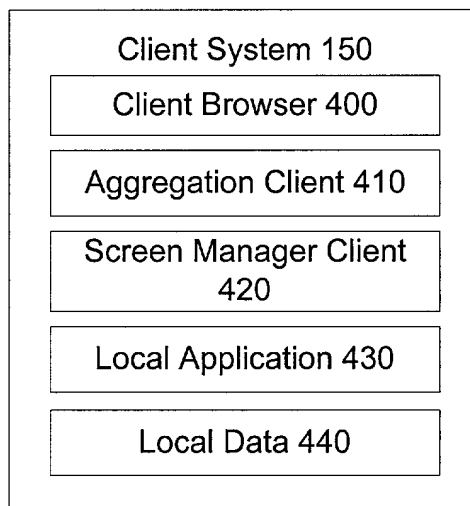 Client System 150
Client Browser 400
Aggregation Client 410
Screen Manager Client
420
Local Application 430
Local Data 440